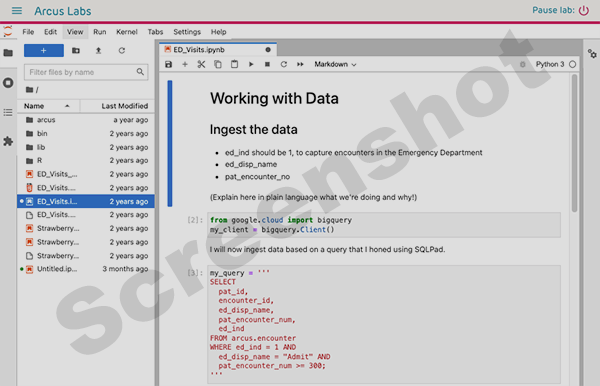 Arcus Labs
Pause lab:
File Edit View Run Kernel Tabs Settings Help
Filter files by name
/
Name Last Modified
arcus a year ago
bin 2 years ago
lib 2 years ago
R 2 years ago
ED_Visits_... 2 years ago
ED_Visits.... 2 years ago
ED_Visits.i... 2 years ago
ED_Visits.... 2 years ago
Strawberry... 2 years ago
Strawberry... 2 years ago
Strawberry... 2 years ago
Untitled.ip... 3 months ago
ED_Visits.ipynb
Markdown
Python 3
Working with Data
Ingest the data
• ed_ind should be 1, to capture encounters in the Emergency Department
• ed_disp_name
• pat_encounter_no
(Explain here in plain language what we're doing and why!)
[2]: from google.cloud import bigquery
my_client = bigquery.Client()
I will now ingest data based on a query that I honed using SQLPad.
[3]: my_query = '''
SELECT
pat_id,
encounter_id,
ed_disp_name,
pat_encounter_num,
ed_ind
FROM arcus.encounter
WHERE ed_ind = 1 AND
ed_disp_name = "Admit" AND
pat_encounter_num >= 300;
'''
Screenshot